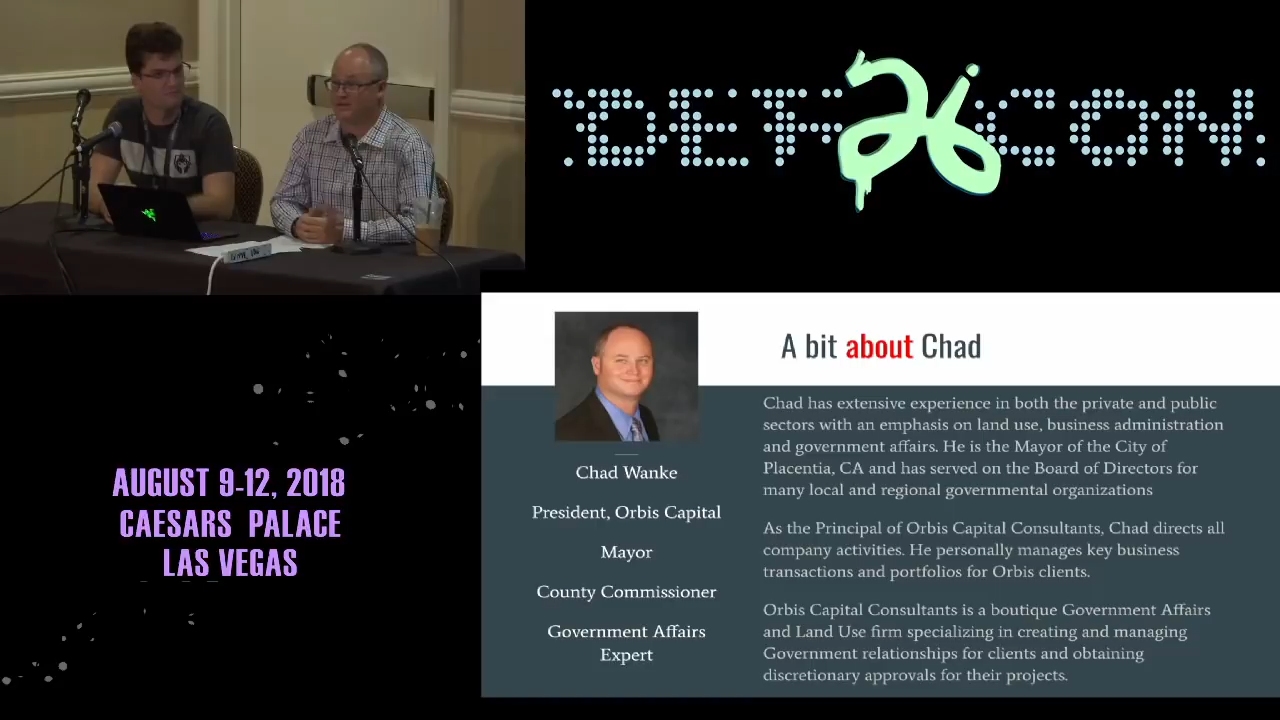 DEF 26 CON
AUGUST 9-12, 2018
CAESARS PALACE
LAS VEGAS
A bit about Chad
Chad Wanke
President, Orbis Capital
Mayor
County Commissioner
Government Affairs
Expert
Chad has extensive experience in both the private and public
sectors with an emphasis on land use, business administration
and government affairs. He is the Mayor of the City of
Placentia, CA and has served on the Board of Directors for
many local and regional governmental organizations
As the Principal of Orbis Capital Consultants, Chad directs all
company activities. He personally manages key business
transactions and portfolios for Orbis clients.
Orbis Capital Consultants is a boutique Government Affairs
and Land Use firm specializing in creating and managing
Government relationships for clients and obtaining
discretionary approvals for their projects.